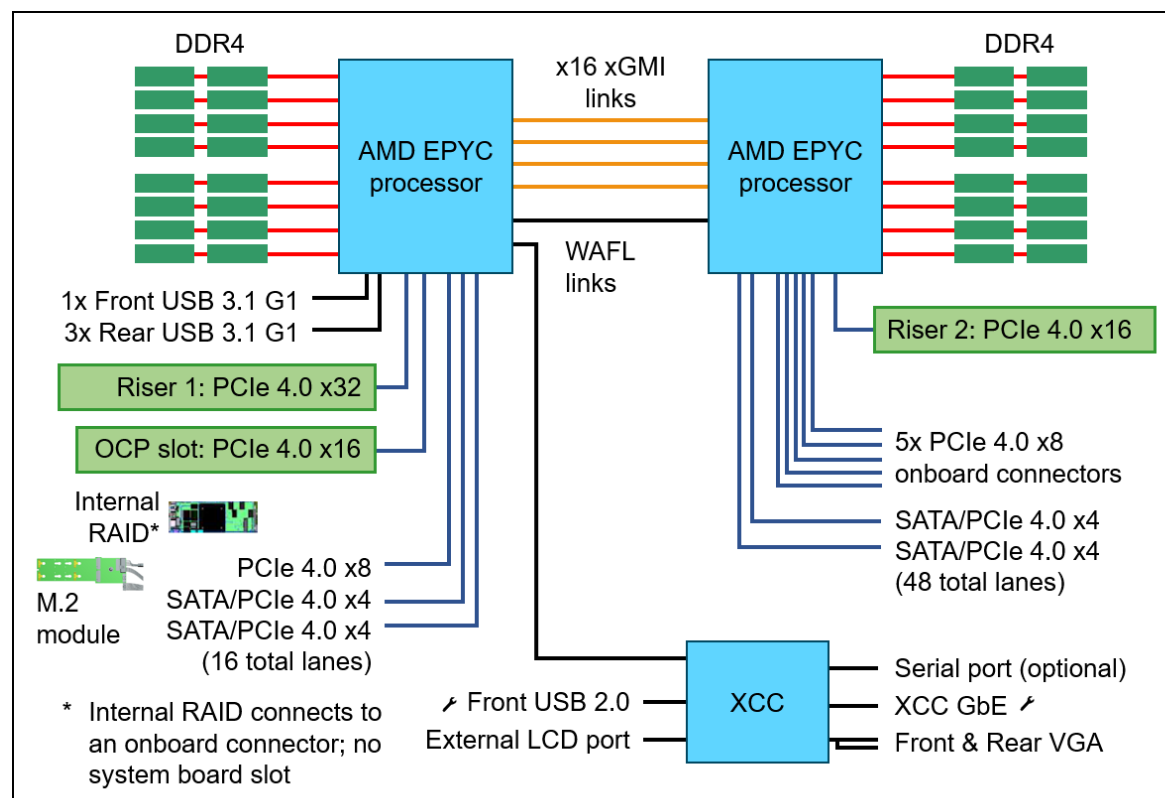 DDR4
x16 xGMI
links
DDR4
AMD EPYC
processor
AMD EPYC
processor
WAFL
links
1x Front USB 3.1 G1
3x Rear USB 3.1 G1
Riser 1: PCIe 4.0 x32
OCP slot: PCIe 4.0 x16
Internal
RAID*
M.2
module
PCIe 4.0 x8
SATA/PCIe 4.0 x4
SATA/PCIe 4.0 x4
(16 total lanes)
* Internal RAID connects to
an onboard connector; no
system board slot
Riser 2: PCIe 4.0 x16
5x PCIe 4.0 x8
onboard connectors
SATA/PCIe 4.0 x4
SATA/PCIe 4.0 x4
(48 total lanes)
Front USB 2.0
External LCD port
XCC
Serial port (optional)
XCC GbE
Front & Rear VGA